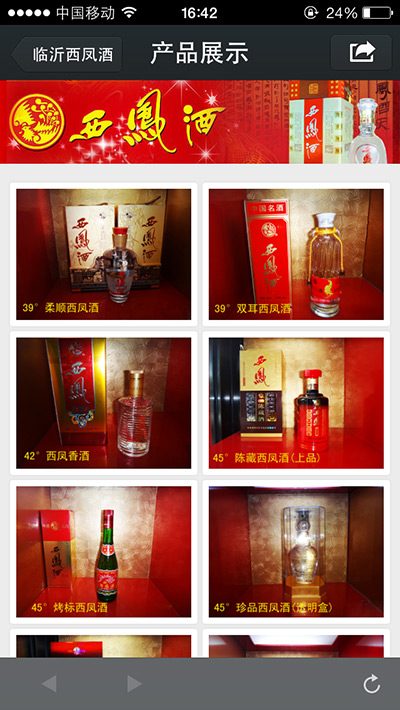 中国移动 16:42 24%
临沂西凤酒 产品展示
西鳳酒
西鳳酒
39° 柔顺西凤酒
39° 双耳西凤酒
42° 西凤香酒
45° 陈藏西凤酒(上品)
45° 烤标西凤酒
45° 珍品西凤酒(透明盒)